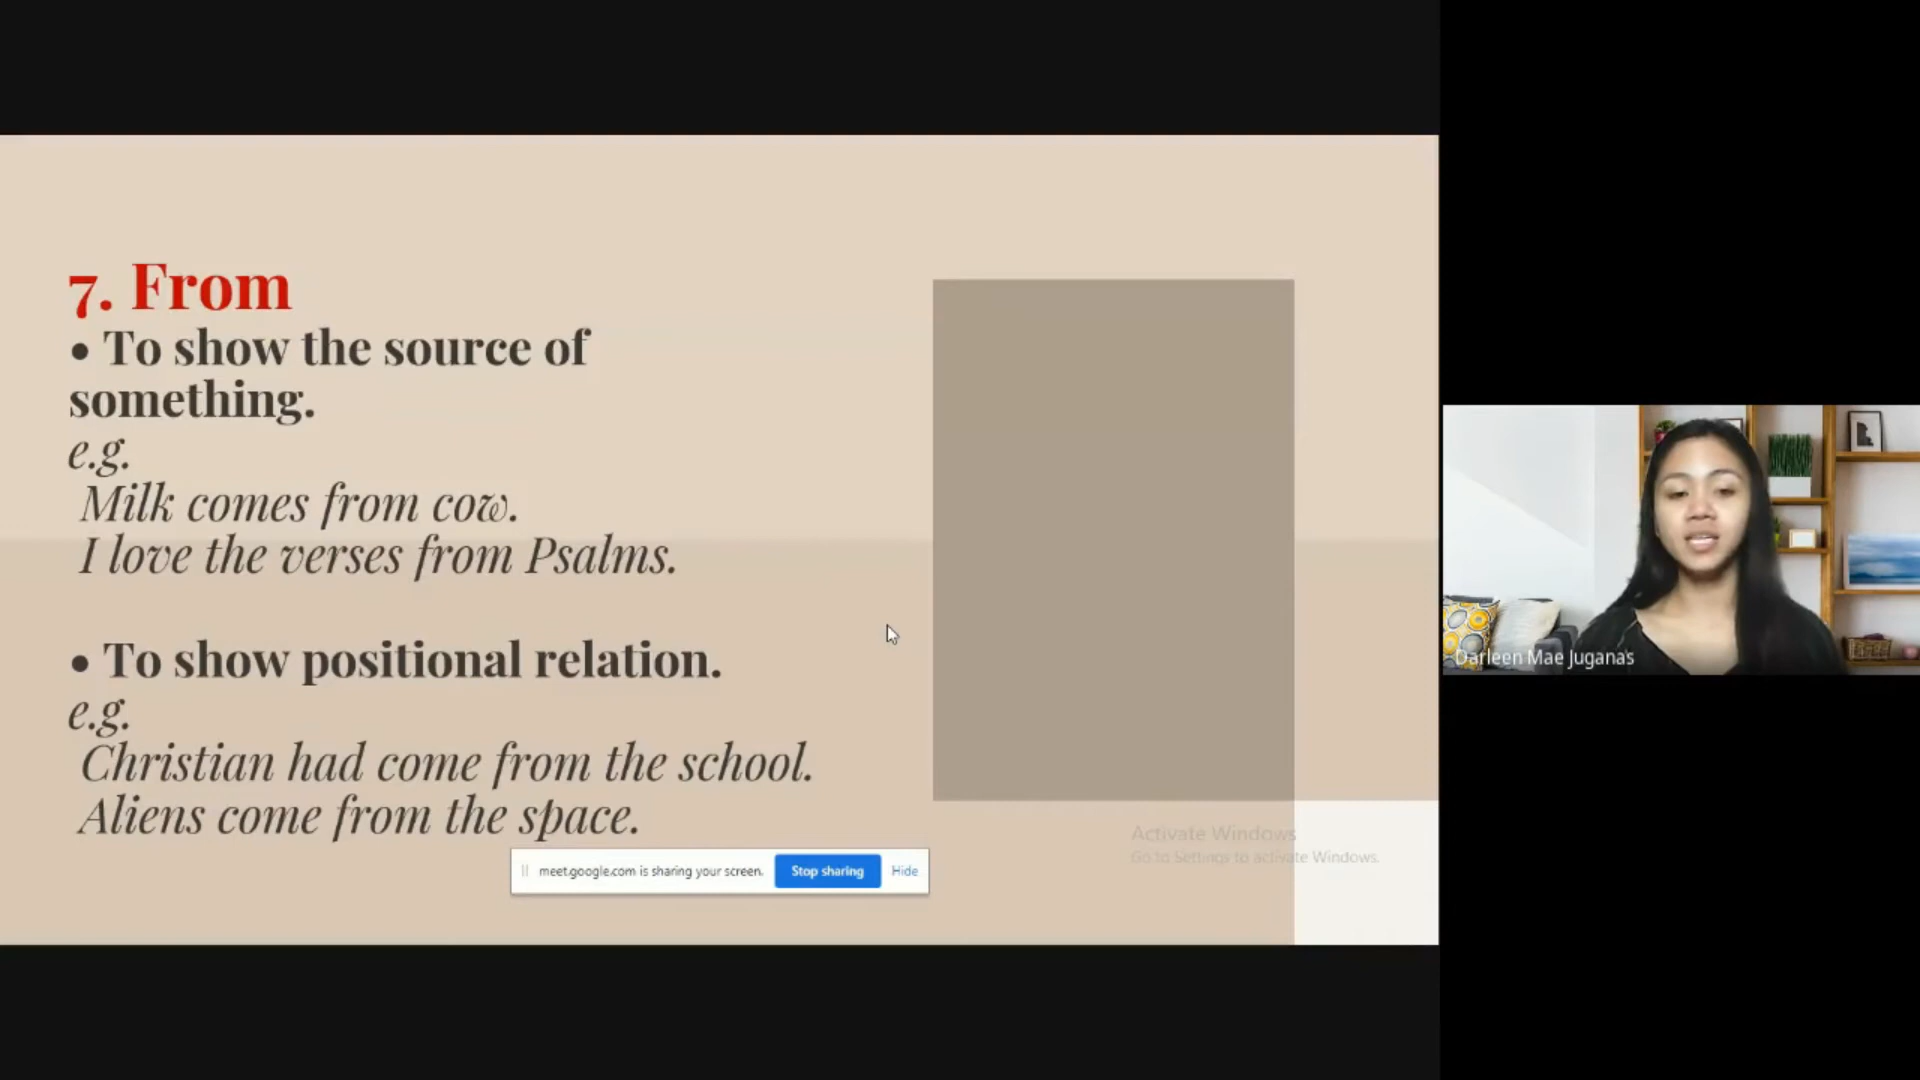 7. From
• To show the source of
something.
e.g.
Milk comes from cow.
I love the verses from Psalms.
• To show positional relation.
e.g.
Christian had come from the school.
Aliens come from the space.
meet.google.com is sharing your screen. Stop sharing Hide
Activate Windows
Go to Settings to activate Windows.
Darleen Mae Juganas